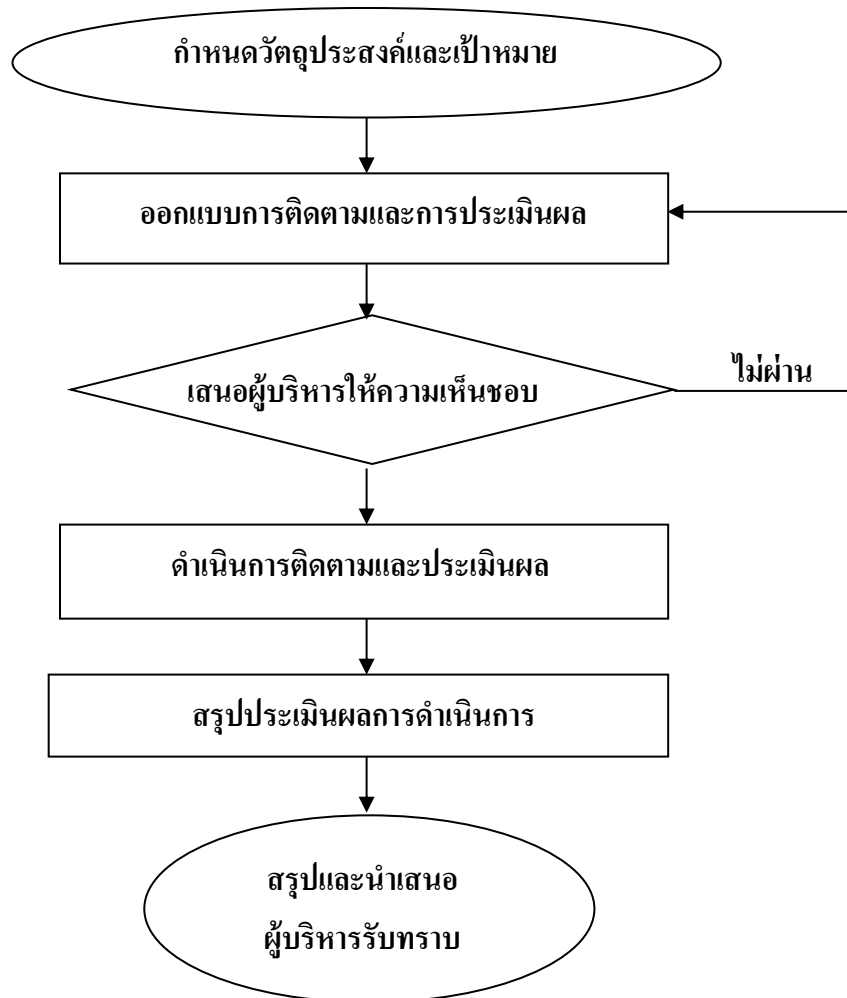 กำหนดวัตถุประสงค์และเป้าหมาย
ออกแบบการติดตามและการประเมินผล
เสนอผู้บริหารให้ความเห็นชอบ
ไม่ผ่าน
ดำเนินการติดตามและประเมินผล
สรุปประเมินผลการดำเนินการ
สรุปและนำเสนอ
ผู้บริหารรับทราบ